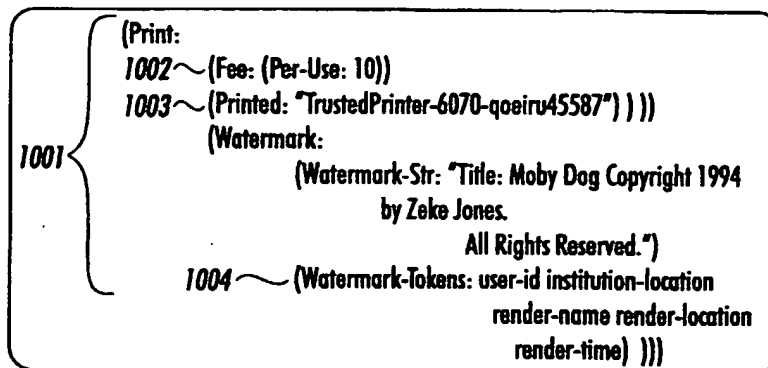 (Print:
1002 (Fee: (Per-Use: 10))
1003 (Printed: "TrustedPrinter-6070-qoeiru45587") ) ))
(Watermark:
1001
(Watermark-Str: "Title: Moby Dog Copyright 1994
by Zeke Jones.
All Rights Reserved.")
1004 (Watermark-Tokens: user-id institution-location
render-name render-location
render-time) )))